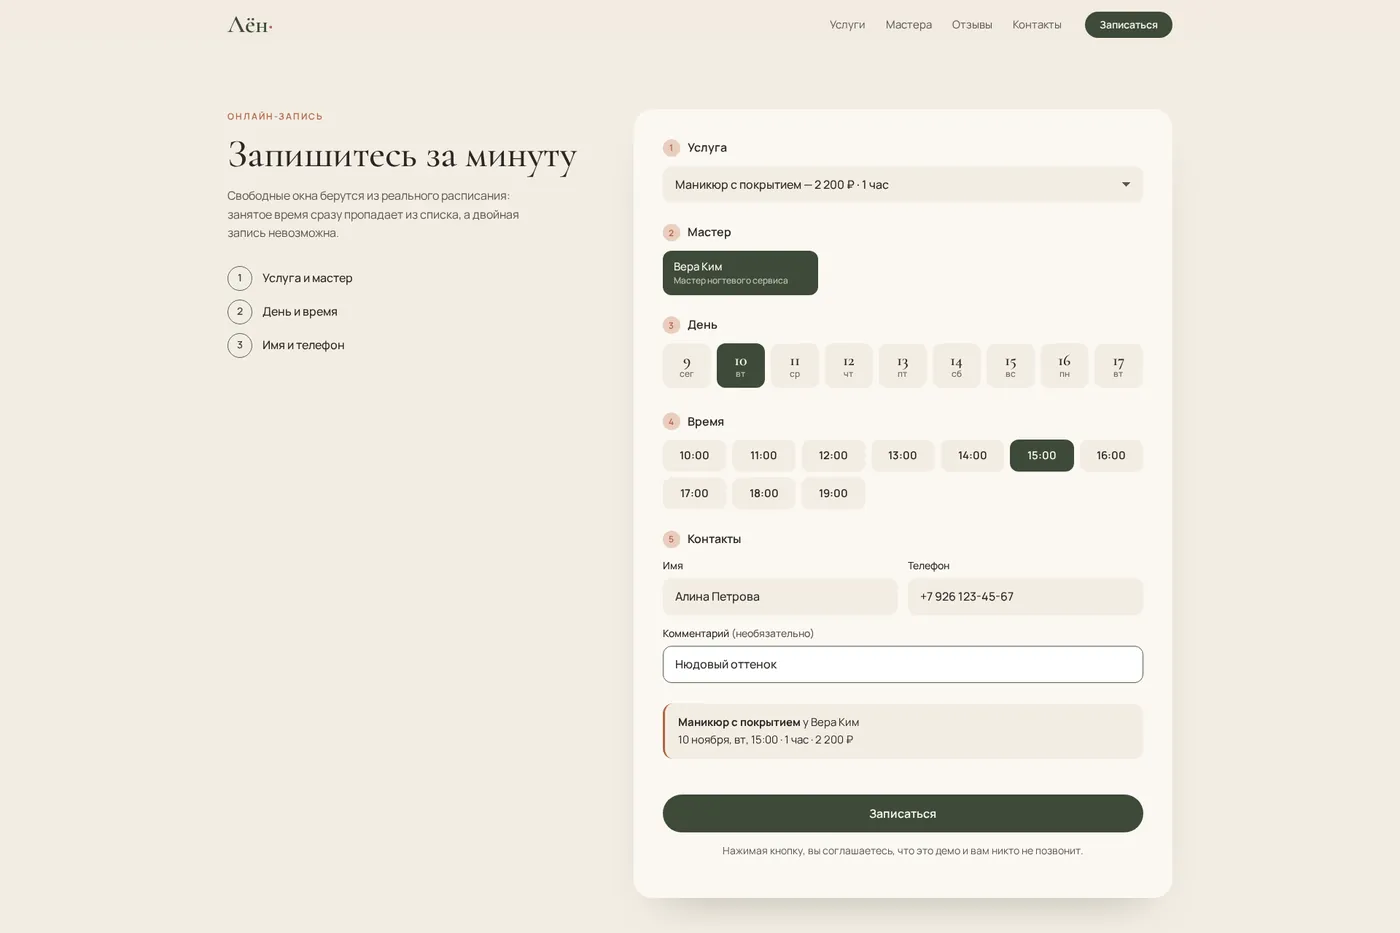 Лён·
Услуги Мастера Отзывы Контакты Записаться
ОНЛАЙН-ЗАПИСЬ
Запишитесь за минуту
Свободные окна берутся из реального расписания:
занятое время сразу пропадает из списка, а двойная
запись невозможна.
1 Услуга и мастер
2 День и время
3 Имя и телефон
1 Услуга
Маникюр с покрытием — 2 200 ₽ · 1 час
2 Мастер
Вера Ким
Мастер ногтевого сервиса
3 День
9 10 11 12 13 14 15 16 17
сег вт ср чт пт сб вс пн вт
4 Время
10:00 11:00 12:00 13:00 14:00 15:00 16:00
17:00 18:00 19:00
5 Контакты
Имя Телефон
Алина Петрова +7 926 123-45-67
Комментарий (необязательно)
Нюдовый оттенок
Маникюр с покрытием у Вера Ким
10 ноября, вт, 15:00 · 1 час · 2 200 ₽
Записаться
Нажимая кнопку, вы соглашаетесь, что это демо и вам никто не позвонит.